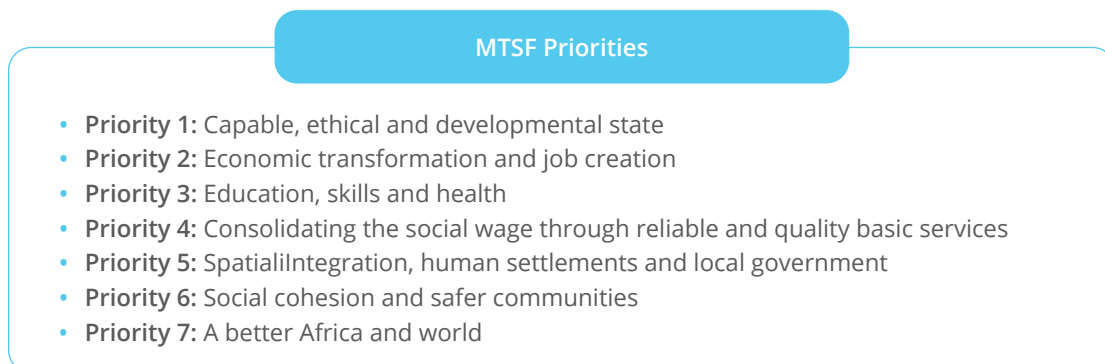 MTSF Priorities
• Priority 1: Capable, ethical and developmental state
• Priority 2: Economic transformation and job creation
• Priority 3: Education, skills and health
• Priority 4: Consolidating the social wage through reliable and quality basic services
• Priority 5: SpatialiIntegration, human settlements and local government
• Priority 6: Social cohesion and safer communities
• Priority 7: A better Africa and world